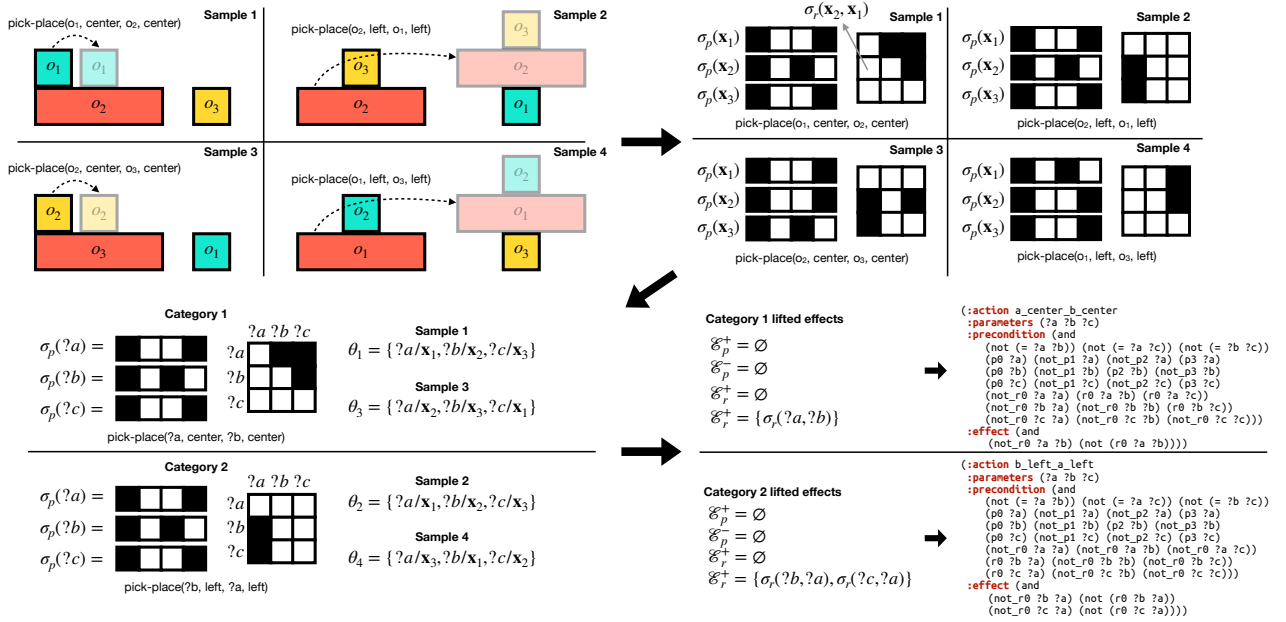 Sample 1
pick-place(o₁, center, o₂, center)
o₁
o₁
o₂
o₃
Sample 2
pick-place(o₂, left, o₁, left)
o₃
o₂
o₃
o₂
o₁
Sample 3
pick-place(o₂, center, o₃, center)
o₂
o₂
o₃
o₁
Sample 4
pick-place(o₁, left, o₃, left)
o₂
o₁
o₂
o₁
o₃
σᵣ(x₂, x₁)
Sample 1
σₚ(x₁)
σₚ(x₂)
σₚ(x₃)
pick-place(o₁, center, o₂, center)
Sample 2
σₚ(x₁)
σₚ(x₂)
σₚ(x₃)
pick-place(o₂, left, o₁, left)
Sample 3
σₚ(x₁)
σₚ(x₂)
σₚ(x₃)
pick-place(o₂, center, o₃, center)
Sample 4
σₚ(x₁)
σₚ(x₂)
σₚ(x₃)
pick-place(o₁, left, o₃, left)
Category 1
?a ?b ?c
σₚ(?a) =
σₚ(?b) =
σₚ(?c) =
?a
?b
?c
pick-place(?a, center, ?b, center)
Sample 1
θ₁ = {?a/x₁,?b/x₂,?c/x₃}
Sample 3
θ₃ = {?a/x₂,?b/x₃,?c/x₁}
Category 2
?a ?b ?c
σₚ(?a) =
σₚ(?b) =
σₚ(?c) =
?a
?b
?c
pick-place(?b, left, ?a, left)
Sample 2
θ₂ = {?a/x₁,?b/x₂,?c/x₃}
Sample 4
θ₄ = {?a/x₃,?b/x₁,?c/x₂}
Category 1 lifted effects
ℰₚ⁺ = ∅
ℰₚ⁻ = ∅
ℰᵣ⁺ = ∅
ℰᵣ⁺ = {σᵣ(?a,?b)}
(:action a_center_b_center
:parameters (?a ?b ?c)
:precondition (and
(not (= ?a ?b)) (not (= ?a ?c)) (not (= ?b ?c))
(p0 ?a) (not_p1 ?a) (not_p2 ?a) (p3 ?a)
(p0 ?b) (not_p1 ?b) (p2 ?b) (not_p3 ?b)
(p0 ?c) (not_p1 ?c) (not_p2 ?c) (p3 ?c)
(not_r0 ?a ?a) (r0 ?a ?b) (r0 ?a ?c)
(not_r0 ?b ?a) (not_r0 ?b ?b) (r0 ?b ?c))
(not_r0 ?c ?a) (not_r0 ?c ?b) (not_r0 ?c ?c)))
:effect (and
(not_r0 ?a ?b) (not (r0 ?a ?b))))
Category 2 lifted effects
ℰₚ⁺ = ∅
ℰₚ⁻ = ∅
ℰᵣ⁺ = ∅
ℰᵣ⁺ = {σᵣ(?b,?a), σᵣ(?c,?a)}
(:action b_left_a_left
:parameters (?a ?b ?c)
:precondition (and
(not (= ?a ?b)) (not (= ?a ?c)) (not (= ?b ?c))
(p0 ?a) (not_p1 ?a) (not_p2 ?a) (p3 ?a)
(p0 ?b) (not_p1 ?b) (p2 ?b) (not_p3 ?b)
(p0 ?c) (not_p1 ?c) (not_p2 ?c) (p3 ?c)
(not_r0 ?a ?a) (not_r0 ?a ?b) (not_r0 ?a ?c))
(r0 ?b ?a) (not_r0 ?b ?b) (not_r0 ?b ?c))
(r0 ?c ?a) (not_r0 ?c ?b) (not_r0 ?c ?c)))
:effect (and
(not_r0 ?b ?a) (not (r0 ?b ?a))
(not_r0 ?c ?a) (not (r0 ?c ?a))))